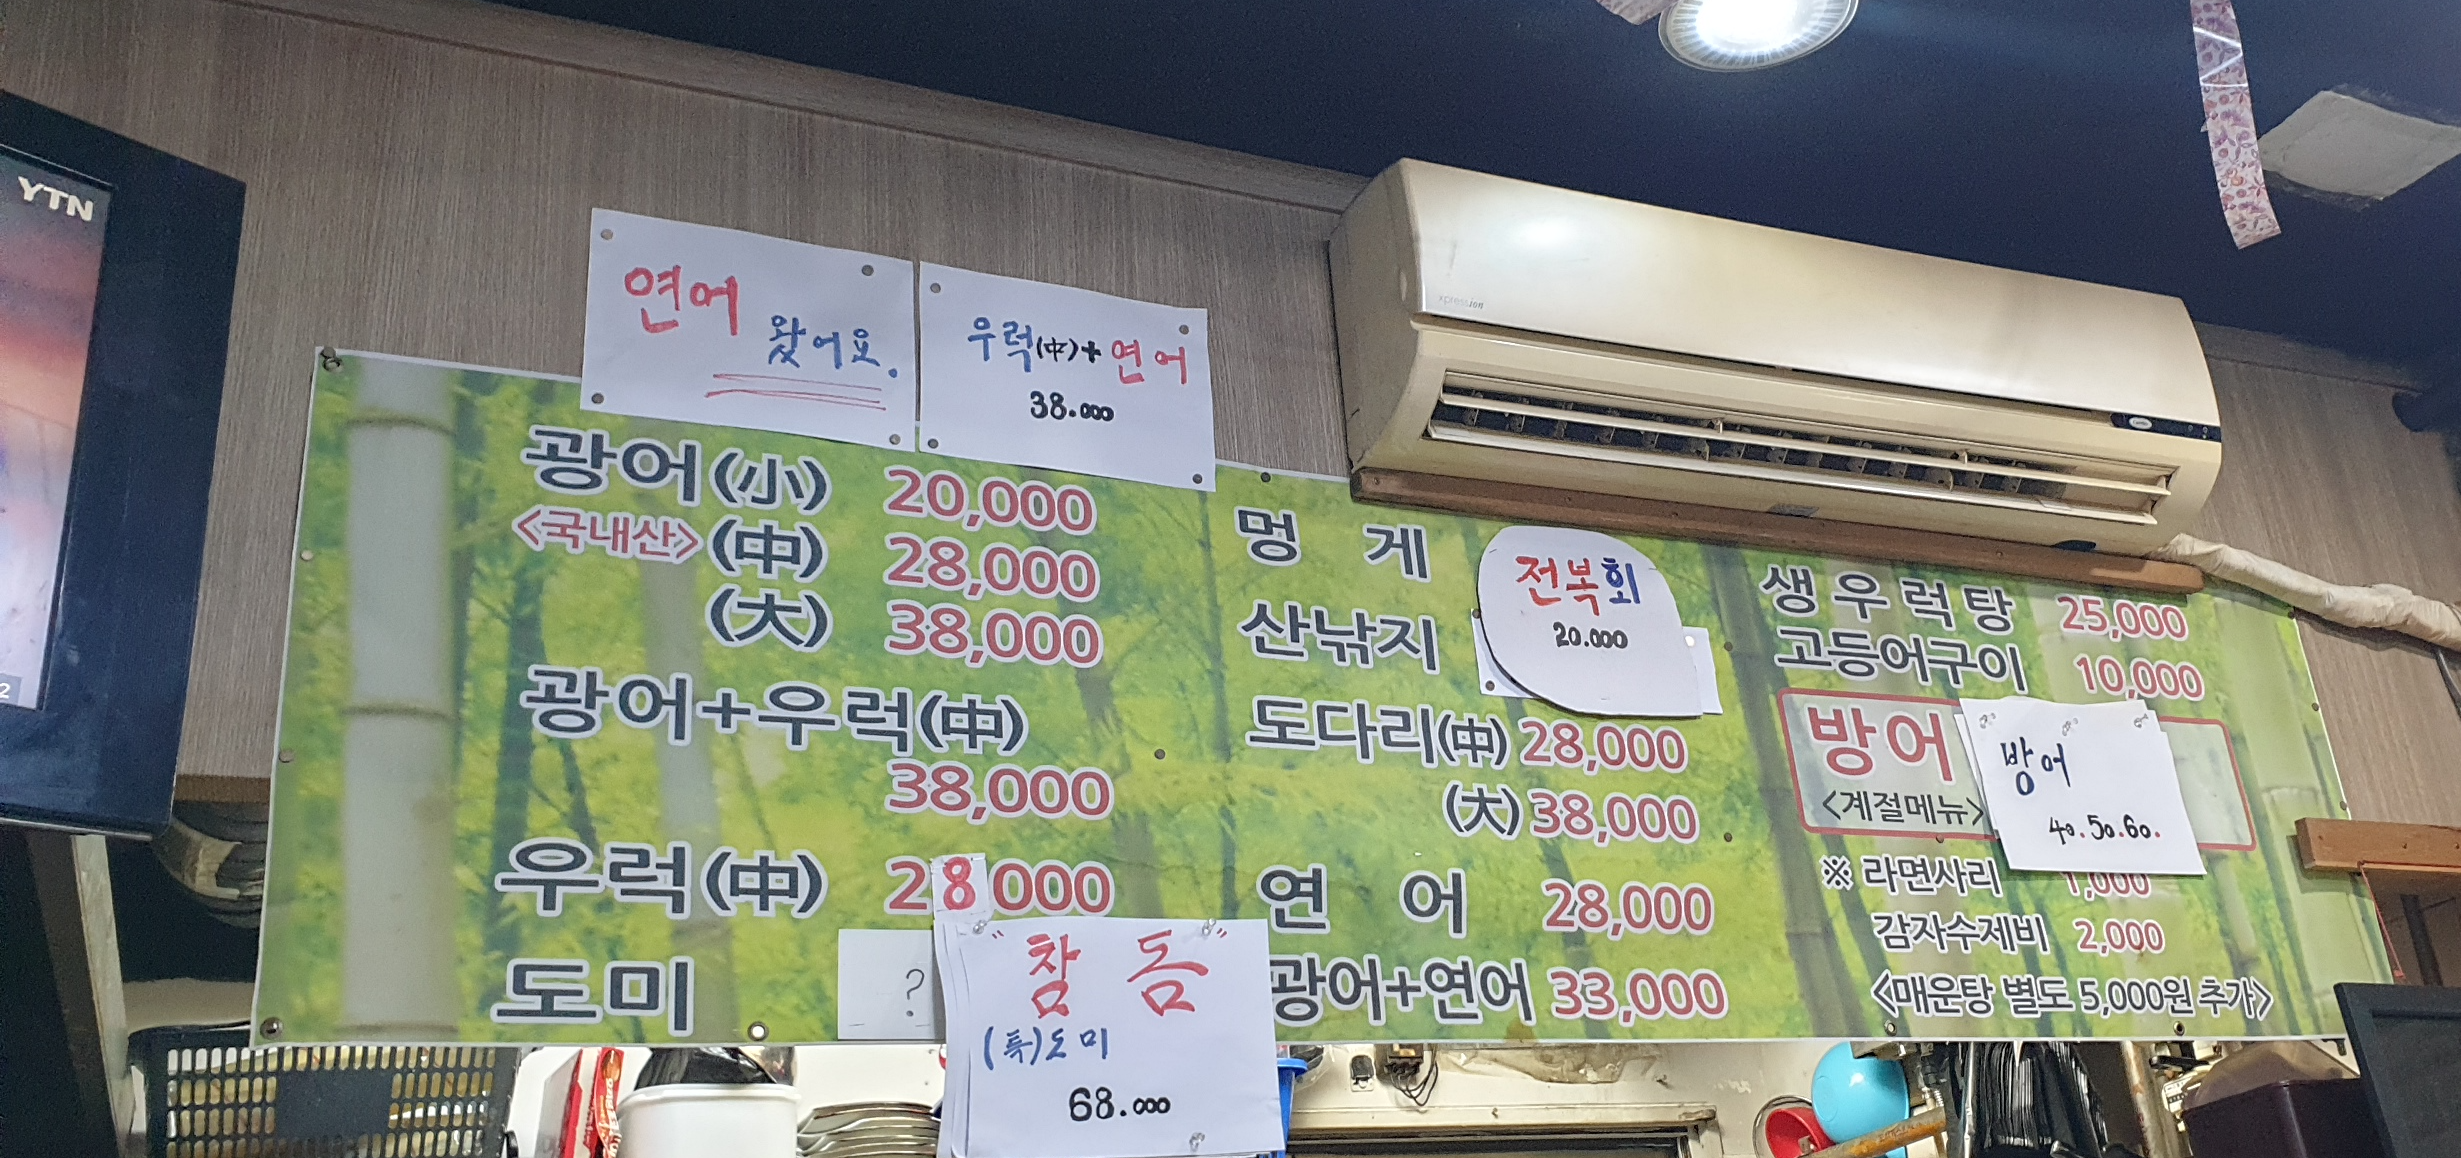 YTN
연어
왔어요.
우럭(中)+연어
38.000
광어(小) 20,000
<국내산>(中) 28,000
(大) 38,000
광어+우럭(中)
38,000
우럭(中) 28000
도미 ?
"참 돔"
(특)도미
68.000
멍 게
산낚지
전복회
20.000
도다리(中) 28,000
(大) 38,000
연 어 28,000
광어+연어 33,000
생우럭탕 25,000
고등어구이 10,000
방어
<계절메뉴>
방어
40.50.60.
※ 라면사리 1,000
감자수제비 2,000
<매운탕 별도 5,000원 추가>
xpression